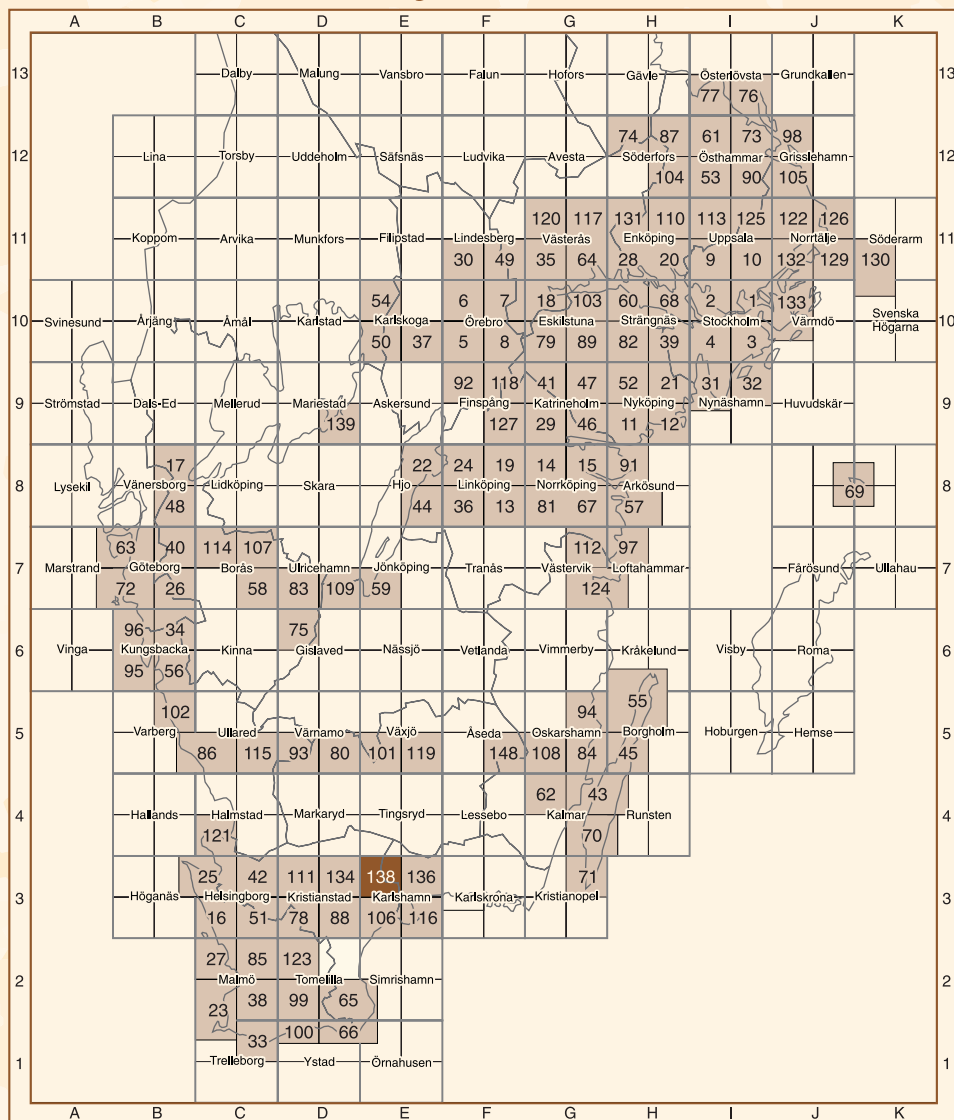 A B C D E F G H I J K
13 Dalby Malung Vansbro Falun Hofors Gävle Österlövsta Grundkallen 13
77 76
74 87 61 73 98
12 Lina Torsby Uddeholm Säfsnäs Ludvika Avesta Söderfors Östhammar Grisslehamn 12
104 53 90 105
120 117 131 110 113 125 122 126
11 Koppom Arvika Munkfors Filipstad Lindesberg Västerås Enköping Uppsala Norrtälje Söderarm 11
30 49 35 64 28 20 9 10 132 129 130
54 6 7 18 103 60 68 2 1 133
10 Svinesund Årjäng Åmål Karlstad Karlskoga Örebro Eskilstuna Strängnäs Stockholm Värmdö Svenska Högarna 10
50 37 5 8 79 89 82 39 4 3
92 118 41 47 52 21 31 32
9 Strömstad Dals-Ed Mellerud Mariestad Askersund Finspång Katrineholm Nyköping Nynäshamn Huvudskär 9
139 127 29 46 11 12
17 22 24 19 14 15 91
8 Lysekil Vänersborg Lidköping Skara Hjo Linköping Norrköping Arkösund 69 8
48 44 36 13 81 67 57
63 40 114 107 112 97
7 Marstrand Göteborg Borås Ulricehamn Jönköping Tranås Västervik Loftahammar Fårösund Ullahau 7
72 26 58 83 109 59 124
96 34 75
6 Vinga Kungsbacka Kinna Gislaved Nässjö Vetlanda Vimmerby Kråkelund Visby Roma 6
95 56
102 94 55
5 Varberg Ullared Värnamo Växjö Åseda Oskarshamn Borgholm Hoburgen Hemse 5
86 115 93 80 101 119 148 108 84 45
62 43
4 Hallands Halmstad Markaryd Tingsryd Lessebo Kalmar Runsten 4
121 70
25 42 111 134 138 136 71
3 Höganäs Helsingborg Kristianstad Karlshamn Karlskrona Kristianopel 3
16 51 78 88 106 116
27 85 123
2 Malmö Tomelilla Simrishamn 2
23 38 99 65
33 100 66
1 Trelleborg Ystad Örnahusen 1
A B C D E F G H I J K